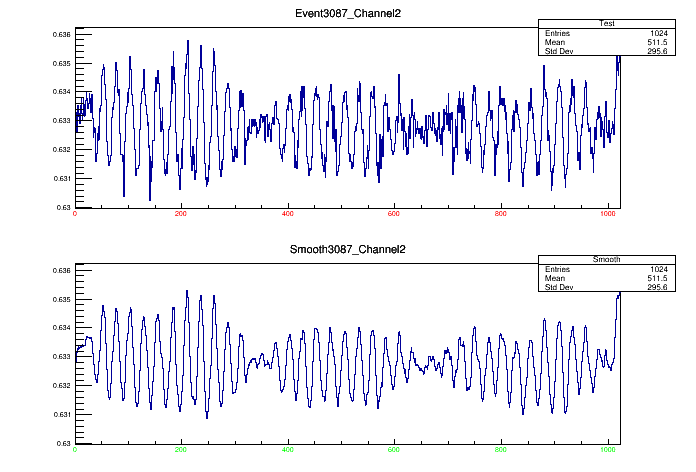 Event3087_Channel2
Test
Entries 1024
Mean 511.5
Std Dev 295.6
0.636
0.635
0.634
0.633
0.632
0.631
0.63
0 200 400 600 800 1000
Smooth3087_Channel2
Smooth
Entries 1024
Mean 511.5
Std Dev 295.6
0.636
0.635
0.634
0.633
0.632
0.631
0.63
0 200 400 600 800 1000